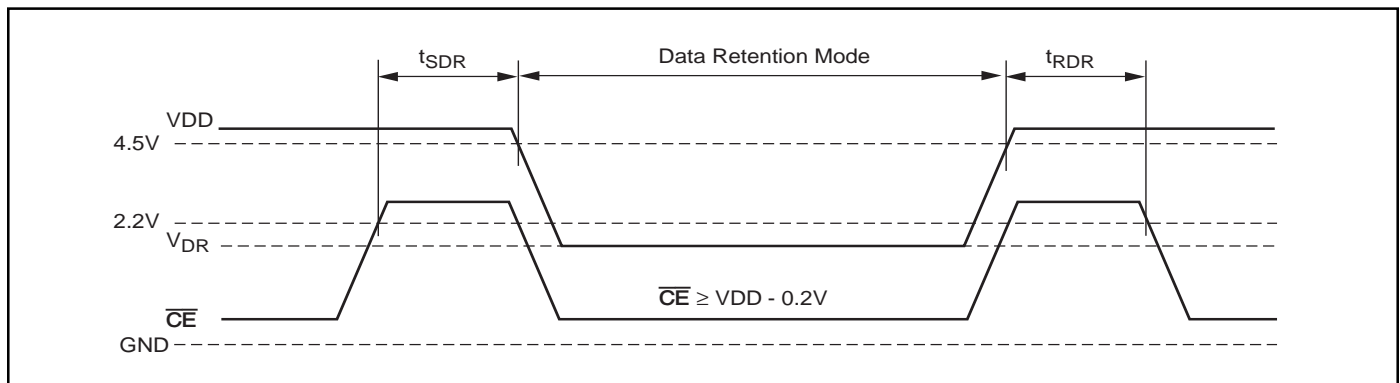 tSDR
Data Retention Mode
tRDR
VDD
4.5V
2.2V
VDR
CE ≥ VDD - 0.2V
CE
GND